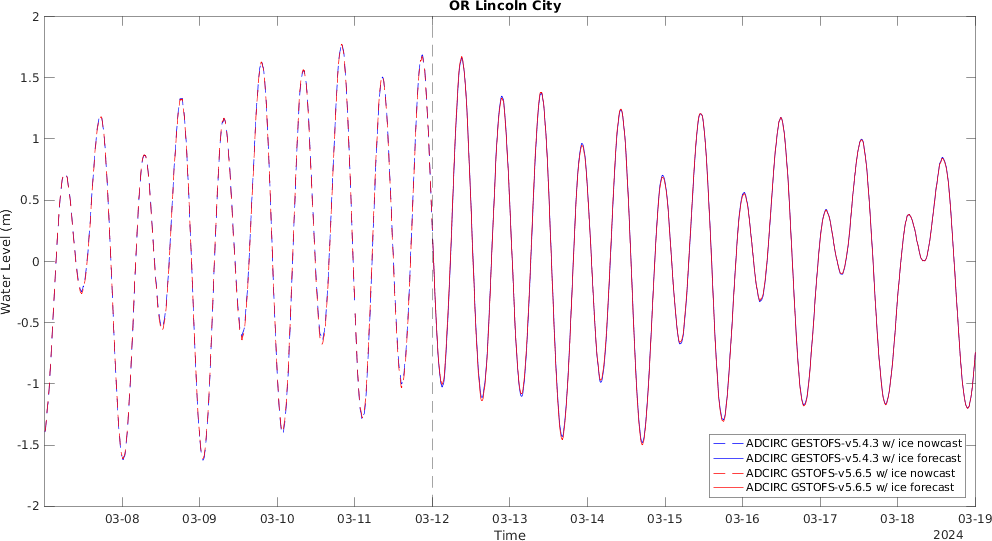 OR Lincoln City
2
1.5
1
0.5
0
-0.5
-1
-1.5
-2
Water Level (m)
03-08 03-09 03-10 03-11 03-12 03-13 03-14 03-15 03-16 03-17 03-18 03-19
Time
2024
ADCIRC GESTOFS-v5.4.3 w/ ice nowcast
ADCIRC GESTOFS-v5.4.3 w/ ice forecast
ADCIRC GSTOFS-v5.6.5 w/ ice nowcast
ADCIRC GSTOFS-v5.6.5 w/ ice forecast